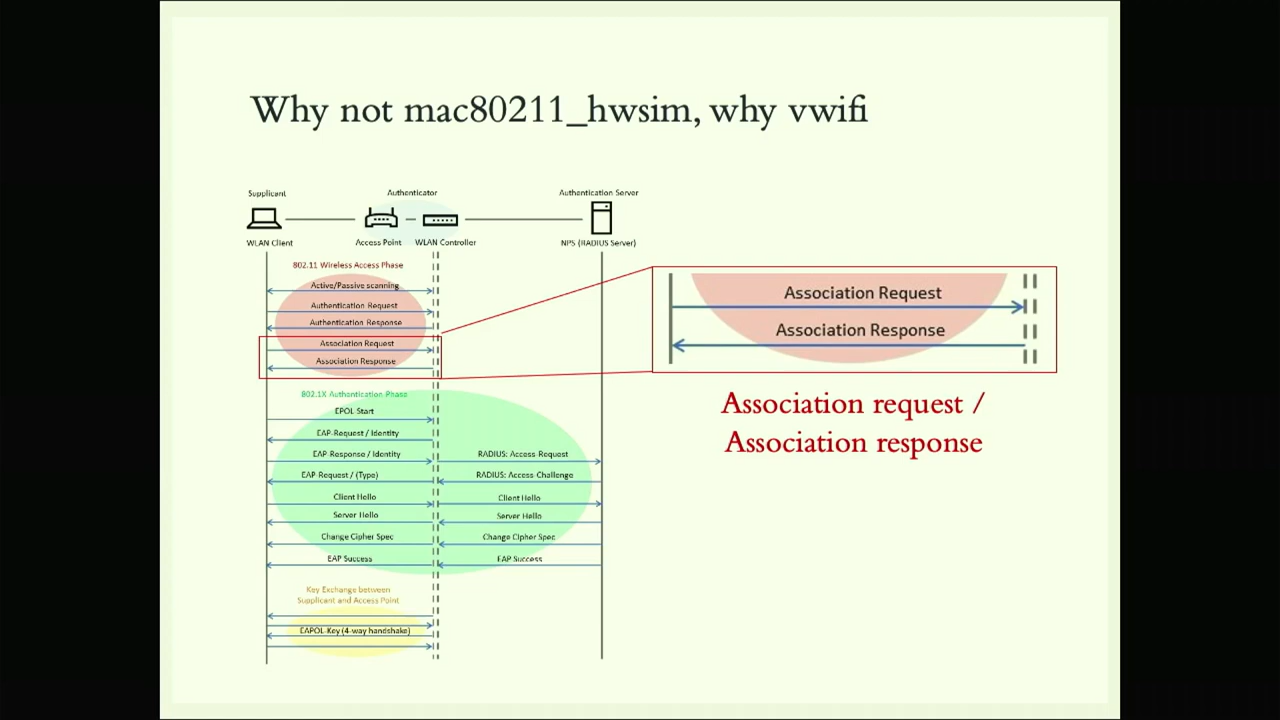 Why not mac80211_hwsim, why vwifi
Supplicant
Authenticator
Authentication Server
WLAN Client
Access Point
WLAN Controller
NPS (RADIUS Server)
802.11 Wireless Access Phase
Active/Passive scanning
Authentication Request
Authentication Response
Association Request
Association Response
802.1X Authentication Phase
EPOL Start
EAP-Request / Identity
EAP-Response / Identity
RADIUS: Access-Request
EAP-Request / (Type)
RADIUS: Access-Challenge
Client Hello
Client Hello
Server Hello
Server Hello
Change Cipher Spec
Change Cipher Spec
EAP Success
EAP Success
Key Exchange between
Supplicant and Access Point
EAPOL-Key (4-way handshake)
Association Request
Association Response
Association request /
Association response